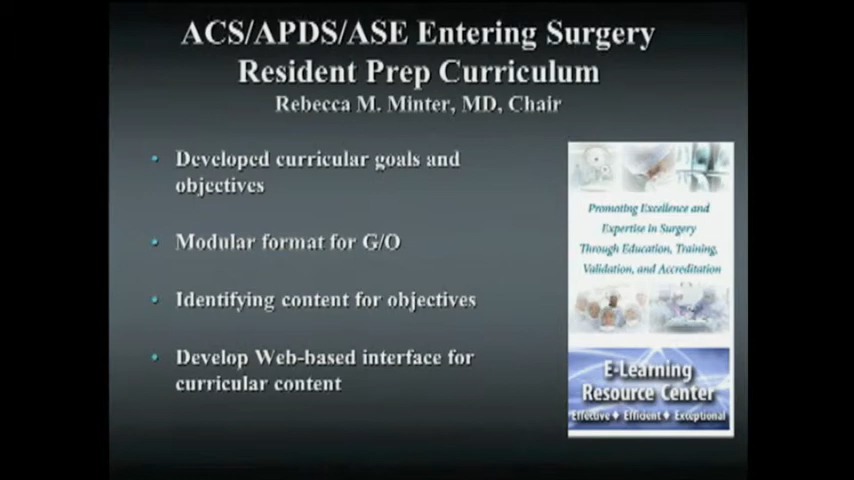 ACS/APDS/ASE Entering Surgery
Resident Prep Curriculum
Rebecca M. Minter, MD, Chair
• Developed curricular goals and
objectives
• Modular format for G/O
• Identifying content for objectives
• Develop Web-based interface for
curricular content
Promoting Excellence and
Expertise in Surgery
Through Education, Training,
Validation, and Accreditation
E-Learning
Resource Center
Effective ♦ Efficient ♦ Exceptional